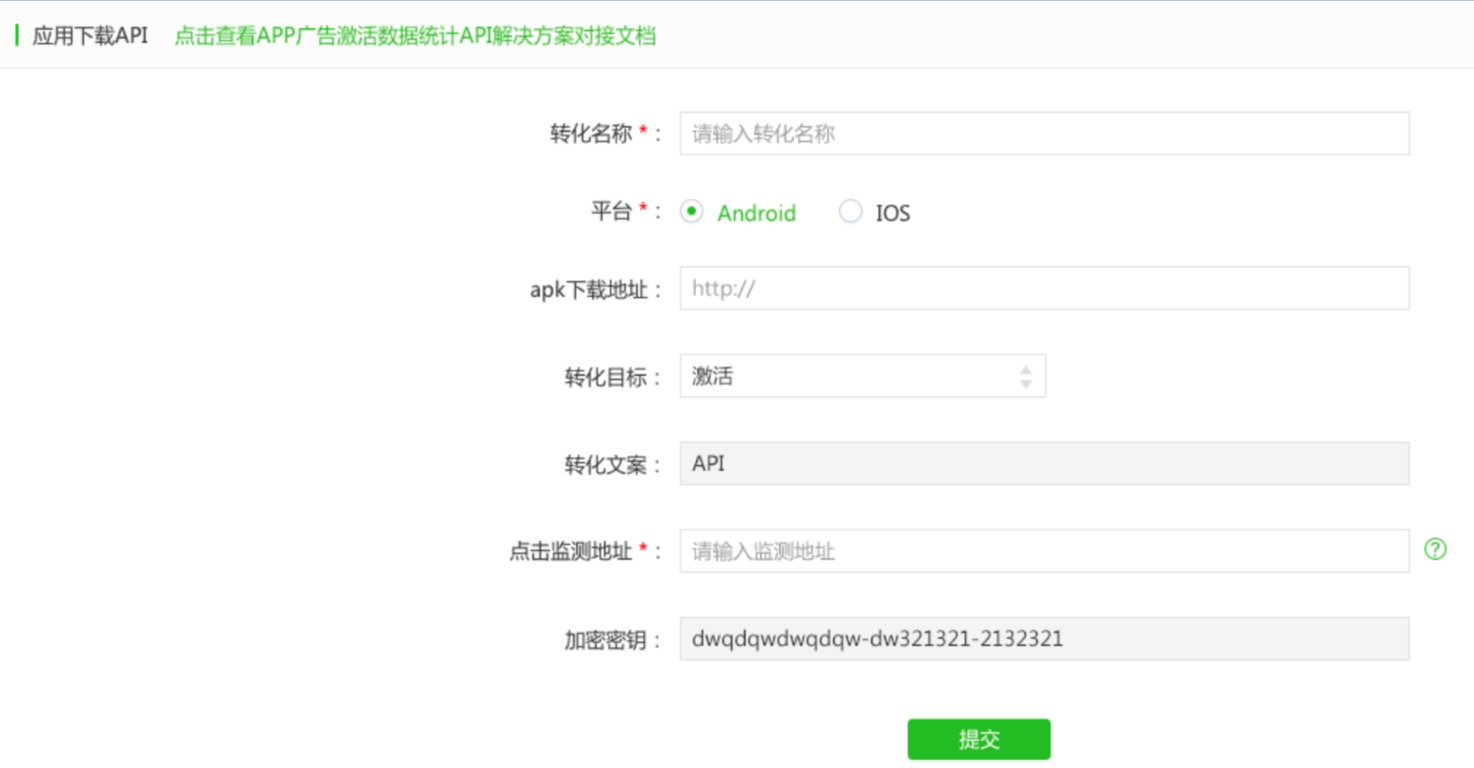 应用下载API 点击查看APP广告激活数据统计API解决方案对接文档
转化名称*： 请输入转化名称
平台*： Android IOS
apk下载地址： http://
转化目标： 激活
转化文案： API
点击监测地址*： 请输入监测地址 ?
加密密钥： dwqdqwdwqdqw-dw321321-2132321
提交